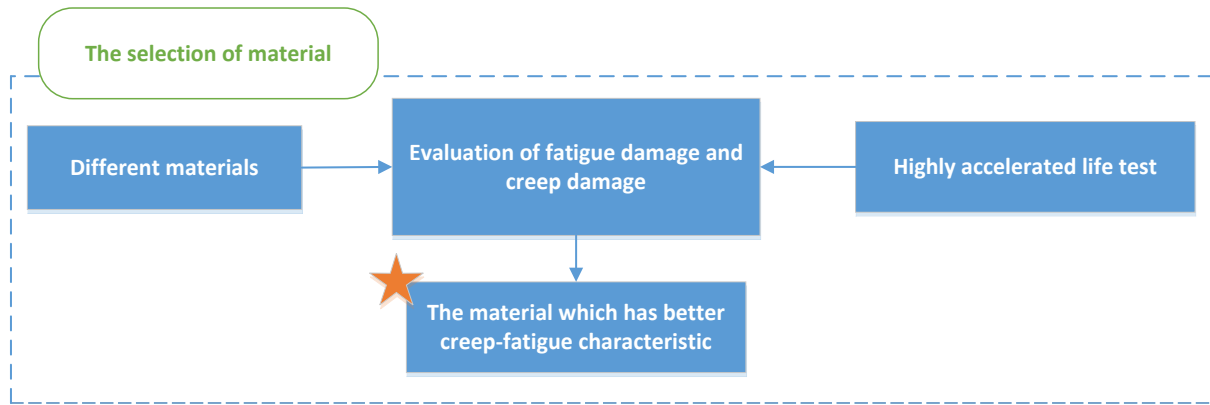 The selection of material
Different materials
Evaluation of fatigue damage and
creep damage
Highly accelerated life test
The material which has better
creep-fatigue characteristic